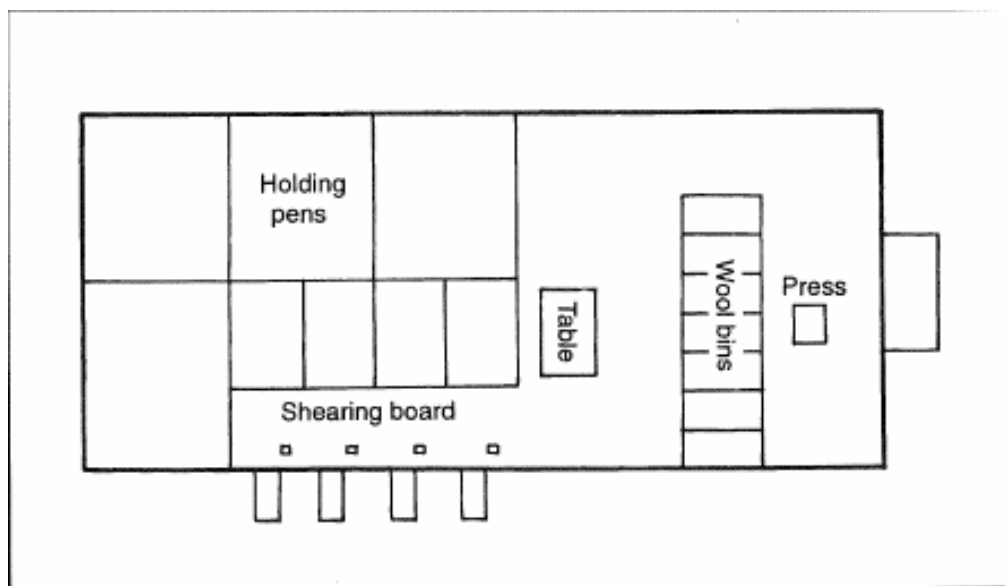 Holding
pens
Shearing board
Table
Wool bins
Press